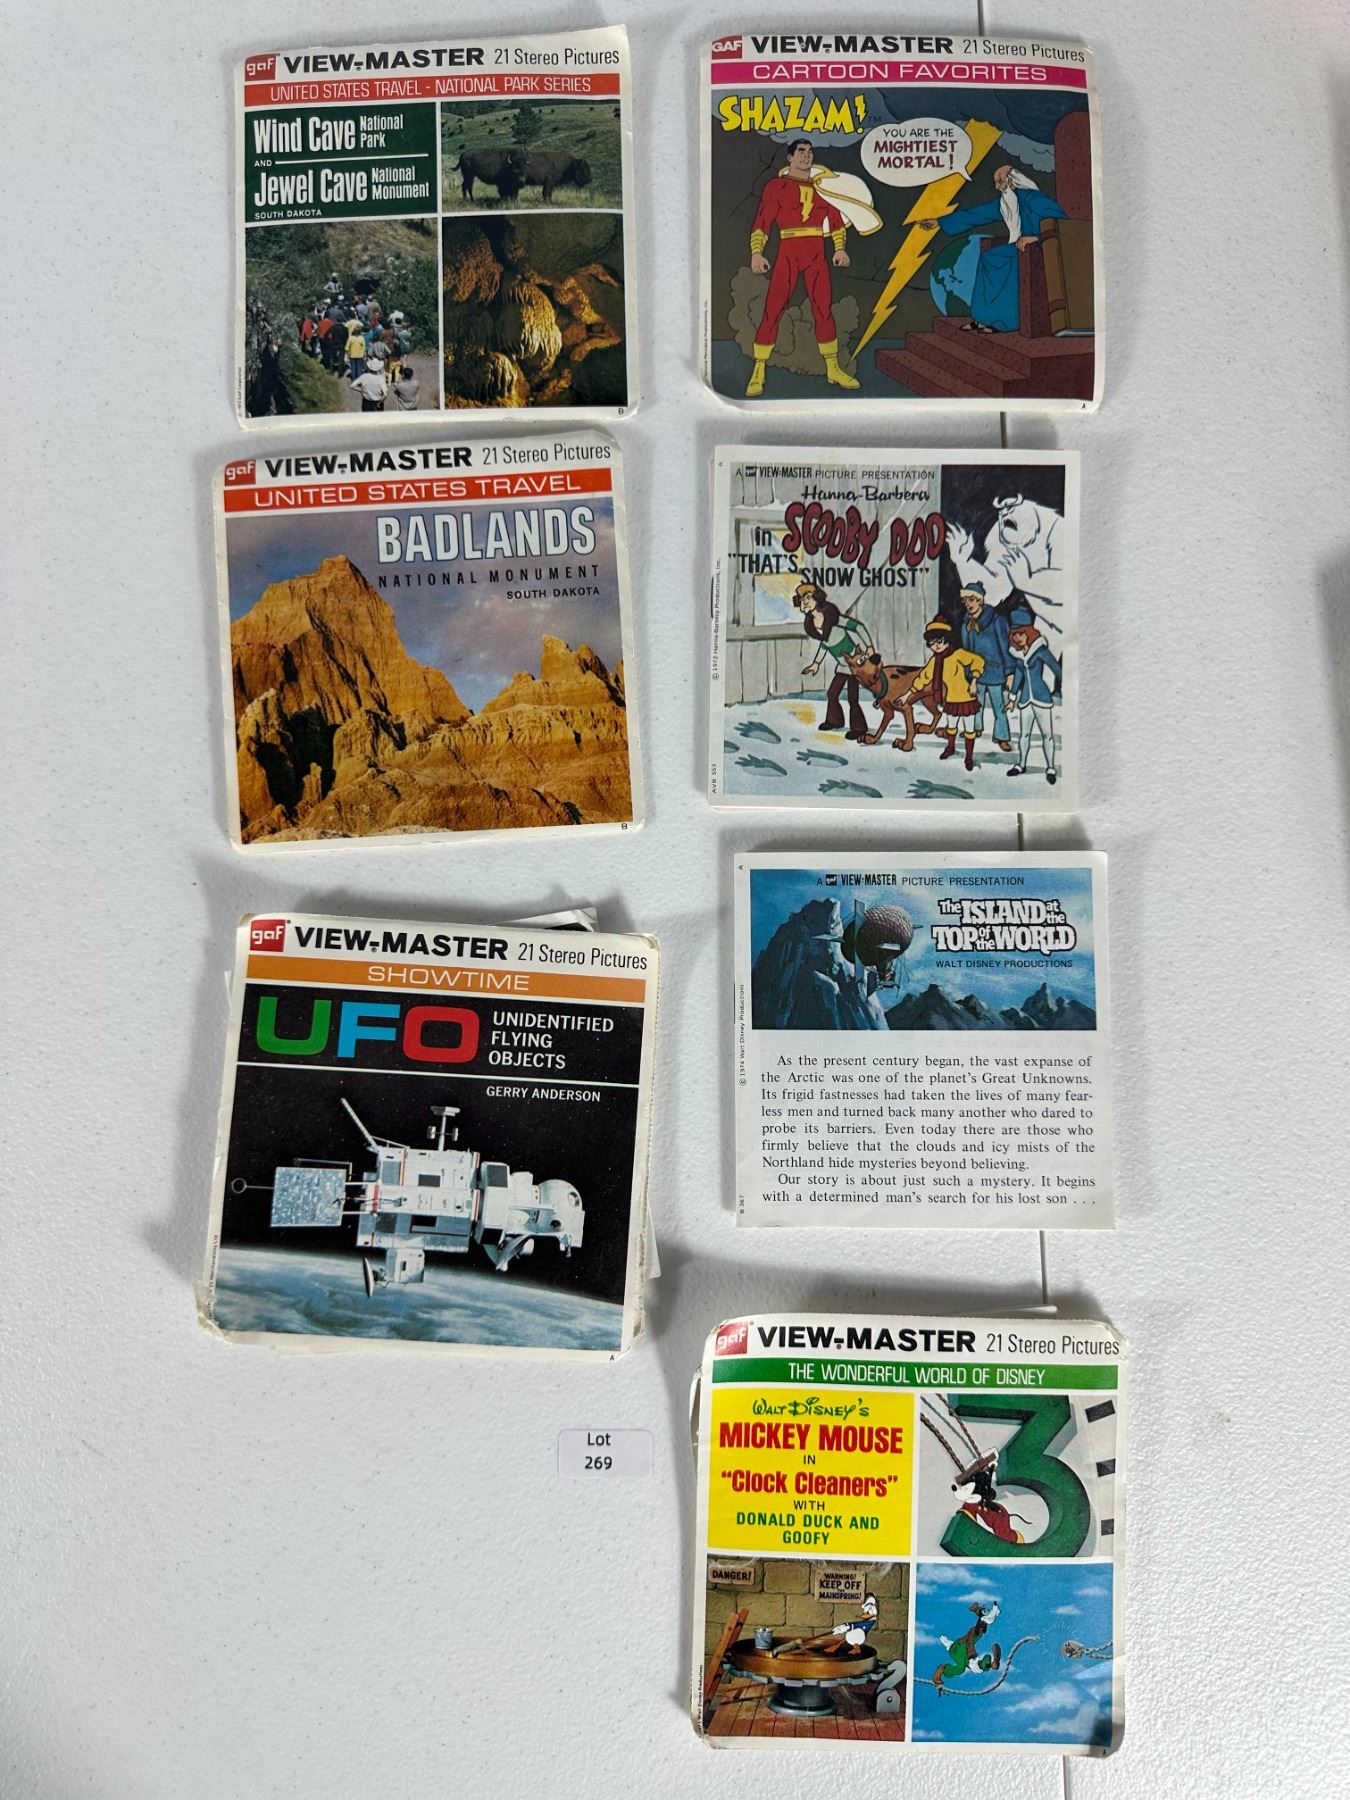 gaf VIEW-MASTER 21 Stereo Pictures
UNITED STATES TRAVEL - NATIONAL PARK SERIES
Wind Cave National Park
AND
Jewel Cave National Monument
SOUTH DAKOTA
B
GAF VIEW-MASTER 21 Stereo Pictures
CARTOON FAVORITES
SHAZAM! TM
YOU ARE THE
MIGHTIEST
MORTAL!
A
gaf VIEW-MASTER 21 Stereo Pictures
UNITED STATES TRAVEL
BADLANDS
NATIONAL MONUMENT
SOUTH DAKOTA
B
A
A gaf VIEW-MASTER PICTURE PRESENTATION
Hanna-Barbera
in SCOOBY DOO
"THAT'S
SNOW GHOST"
© 1972 Hanna-Barbera Productions, Inc.
AVB 553
gaf VIEW-MASTER 21 Stereo Pictures
SHOWTIME
UFO UNIDENTIFIED
FLYING
OBJECTS
GERRY ANDERSON
A
A
A gaf VIEW-MASTER PICTURE PRESENTATION
The ISLAND at the
TOP of the WORLD
WALT DISNEY PRODUCTIONS
© 1974 Walt Disney Productions
As the present century began, the vast expanse of
the Arctic was one of the planet's Great Unknowns.
Its frigid fastnesses had taken the lives of many fear-
less men and turned back many another who dared to
probe its barriers. Even today there are those who
firmly believe that the clouds and icy mists of the
Northland hide mysteries beyond believing.
Our story is about just such a mystery. It begins
with a determined man's search for his lost son . . .
B 367
gaf VIEW-MASTER 21 Stereo Pictures
THE WONDERFUL WORLD OF DISNEY
WALT DISNEY'S
MICKEY MOUSE
IN
"Clock Cleaners"
WITH
DONALD DUCK AND
GOOFY
3
DANGER!
WARNING!
KEEP OFF
THE
MAINSPRING!
A
Lot
269